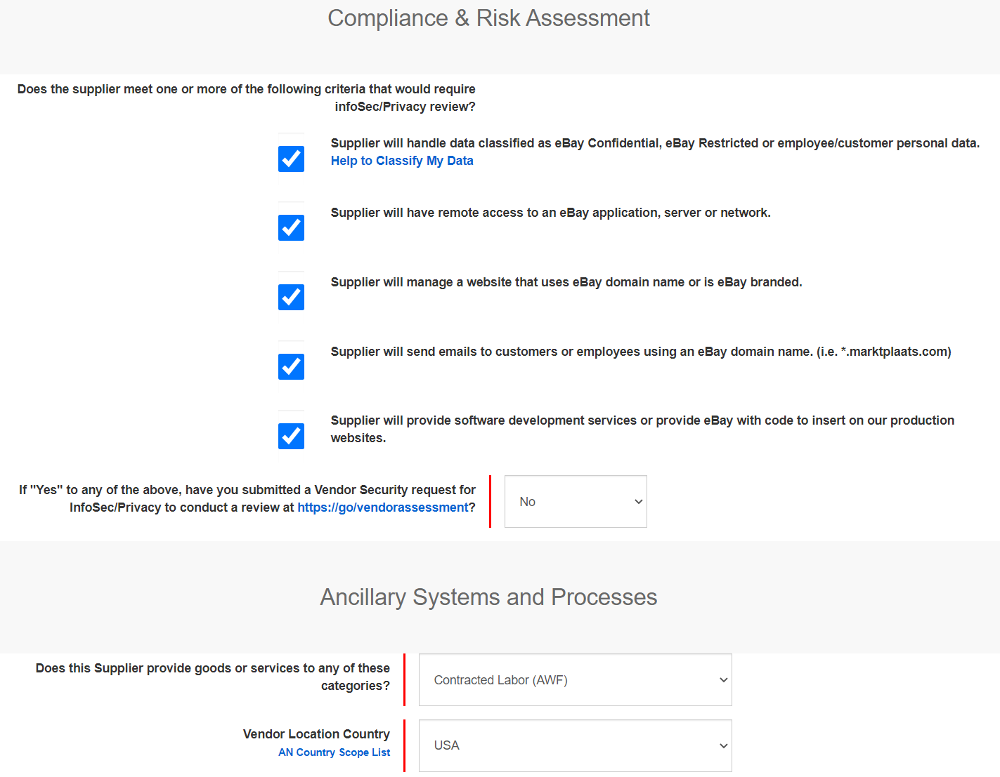 Compliance & Risk Assessment
Does the supplier meet one or more of the following criteria that would require
infoSec/Privacy review?
Supplier will handle data classified as eBay Confidential, eBay Restricted or employee/customer personal data.
Help to Classify My Data
Supplier will have remote access to an eBay application, server or network.
Supplier will manage a website that uses eBay domain name or is eBay branded.
Supplier will send emails to customers or employees using an eBay domain name. (i.e. *.marktplaats.com)
Supplier will provide software development services or provide eBay with code to insert on our production
websites.
If "Yes" to any of the above, have you submitted a Vendor Security request for
InfoSec/Privacy to conduct a review at https://go/vendorassessment?
No
Ancillary Systems and Processes
Does this Supplier provide goods or services to any of these
categories?
Contracted Labor (AWF)
Vendor Location Country
AN Country Scope List
USA